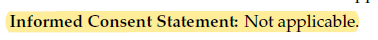 Informed Consent Statement: Not applicable.